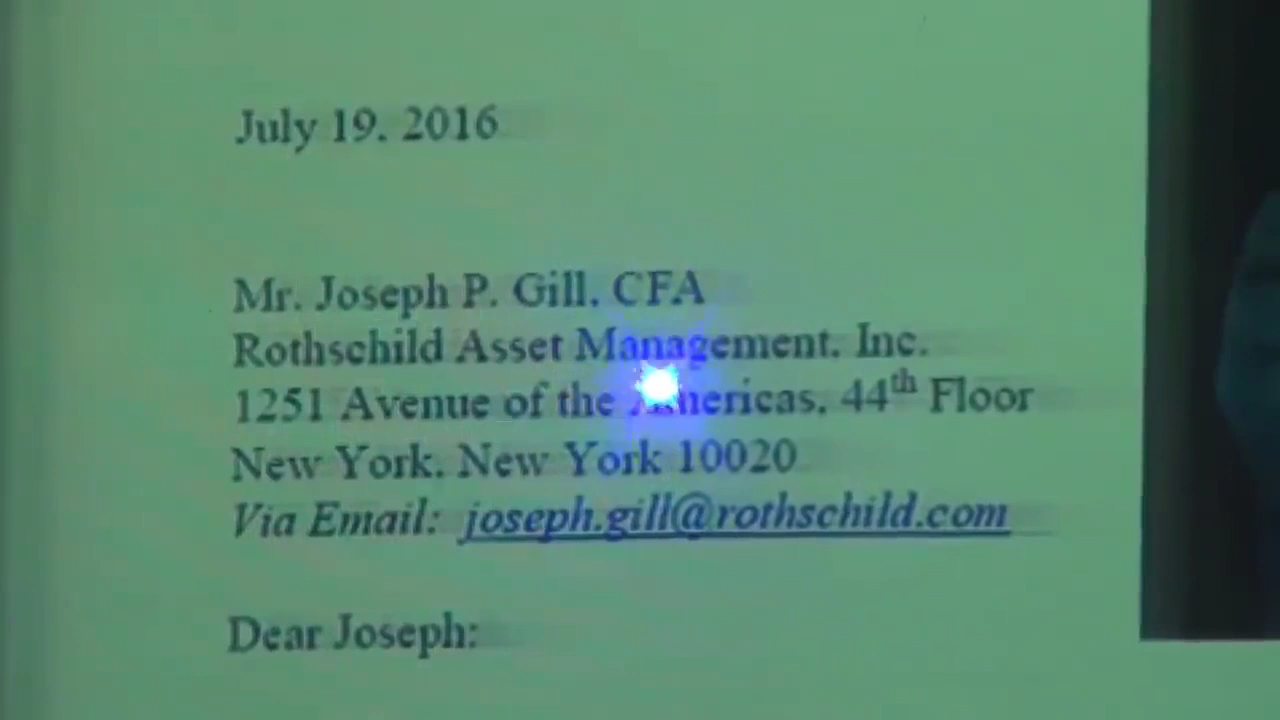 July 19, 2016
Mr. Joseph P. Gill, CFA
Rothschild Asset Management, Inc.
1251 Avenue of the Americas, 44th Floor
New York, New York 10020
Via Email: joseph.gill@rothschild.com
Dear Joseph: